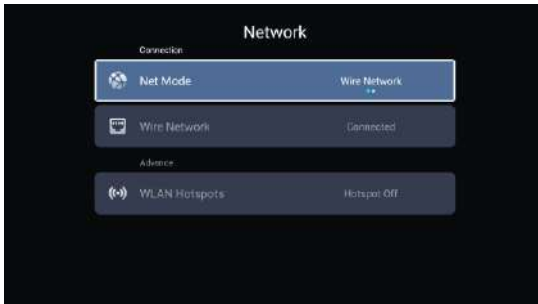 Network
Connection
Net Mode Wire Network
Wire Network Connected
Advance
WLAN Hotspots Hotspot Off